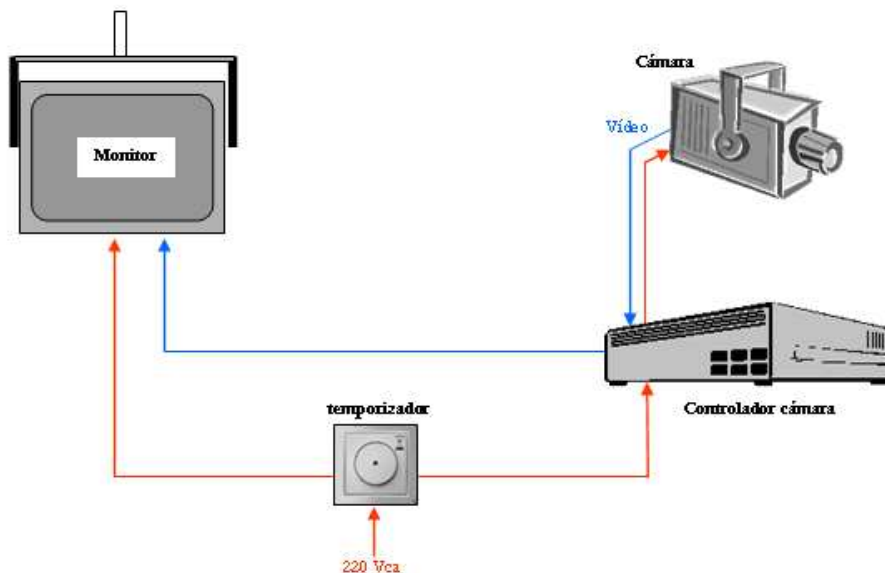 Cámara
Vídeo
Monitor
temporizador
Controlador cámara
220 Vca